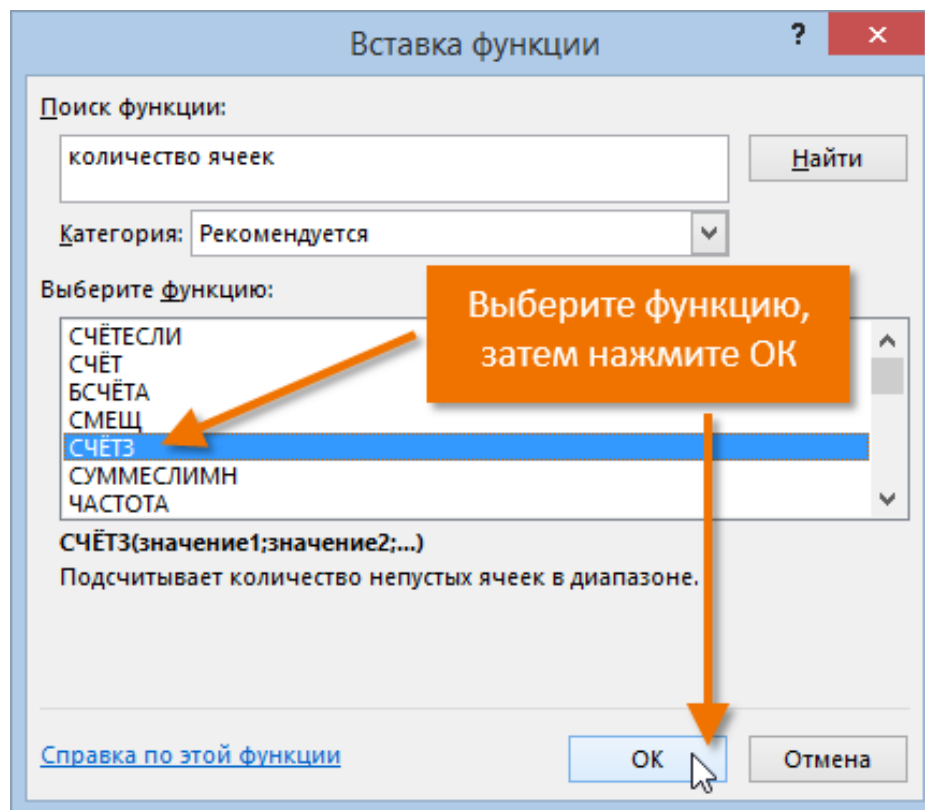 Вставка функции
?
Поиск функции:
количество ячеек
Найти
Категория: Рекомендуется
Выберите функцию:
Выберите функцию,
затем нажмите ОК
СЧЁТЕСЛИ
СЧЁТ
БСЧЁТА
СМЕЩ
СЧЁТЗ
СУММЕСЛИМН
ЧАСТОТА
СЧЁТЗ(значение1;значение2;...)
Подсчитывает количество непустых ячеек в диапазоне.
Справка по этой функции
ОК
Отмена